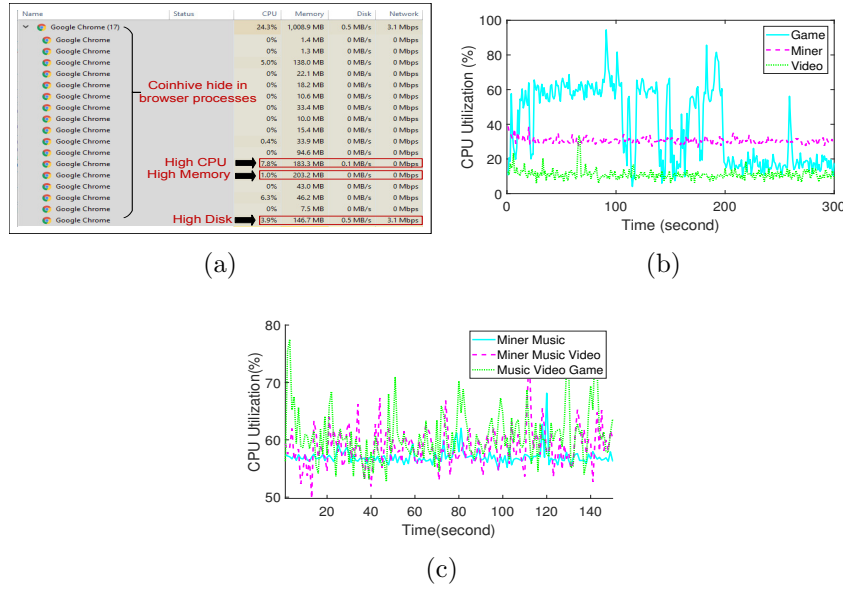 Name Status CPU Memory Disk Network
Google Chrome (17) 24.3% 1,008.9 MB 0.5 MB/s 3.1 Mbps
Google Chrome 0% 1.4 MB 0 MB/s 0 Mbps
Google Chrome 0% 1.3 MB 0 MB/s 0 Mbps
Google Chrome 5.0% 138.0 MB 0 MB/s 0 Mbps
Google Chrome 0% 22.1 MB 0 MB/s 0 Mbps
Google Chrome 0% 18.2 MB 0 MB/s 0 Mbps
Google Chrome 0% 10.6 MB 0 MB/s 0 Mbps
Google Chrome 0% 33.4 MB 0 MB/s 0 Mbps
Google Chrome 0% 10.0 MB 0 MB/s 0 Mbps
Google Chrome 0% 15.4 MB 0 MB/s 0 Mbps
Google Chrome 0.4% 33.9 MB 0 MB/s 0 Mbps
Google Chrome 0% 94.6 MB 0 MB/s 0 Mbps
Google Chrome High CPU 7.8% 183.3 MB 0.1 MB/s 0 Mbps
Google Chrome High Memory 1.0% 203.2 MB 0 MB/s 0 Mbps
Google Chrome 0% 43.0 MB 0 MB/s 0 Mbps
Google Chrome 6.3% 46.2 MB 0 MB/s 0 Mbps
Google Chrome 0% 7.5 MB 0 MB/s 0 Mbps
Google Chrome High Disk 3.9% 146.7 MB 0.5 MB/s 3.1 Mbps
Coinhive hide in
browser processes
(a)
CPU Utilization (%)
100
80
60
40
20
0
0 100 200 300
Time (second)
Game
Miner
Video
(b)
CPU Utilization(%)
80
70
60
50
20 40 60 80 100 120 140
Time(second)
Miner Music
Miner Music Video
Music Video Game
(c)